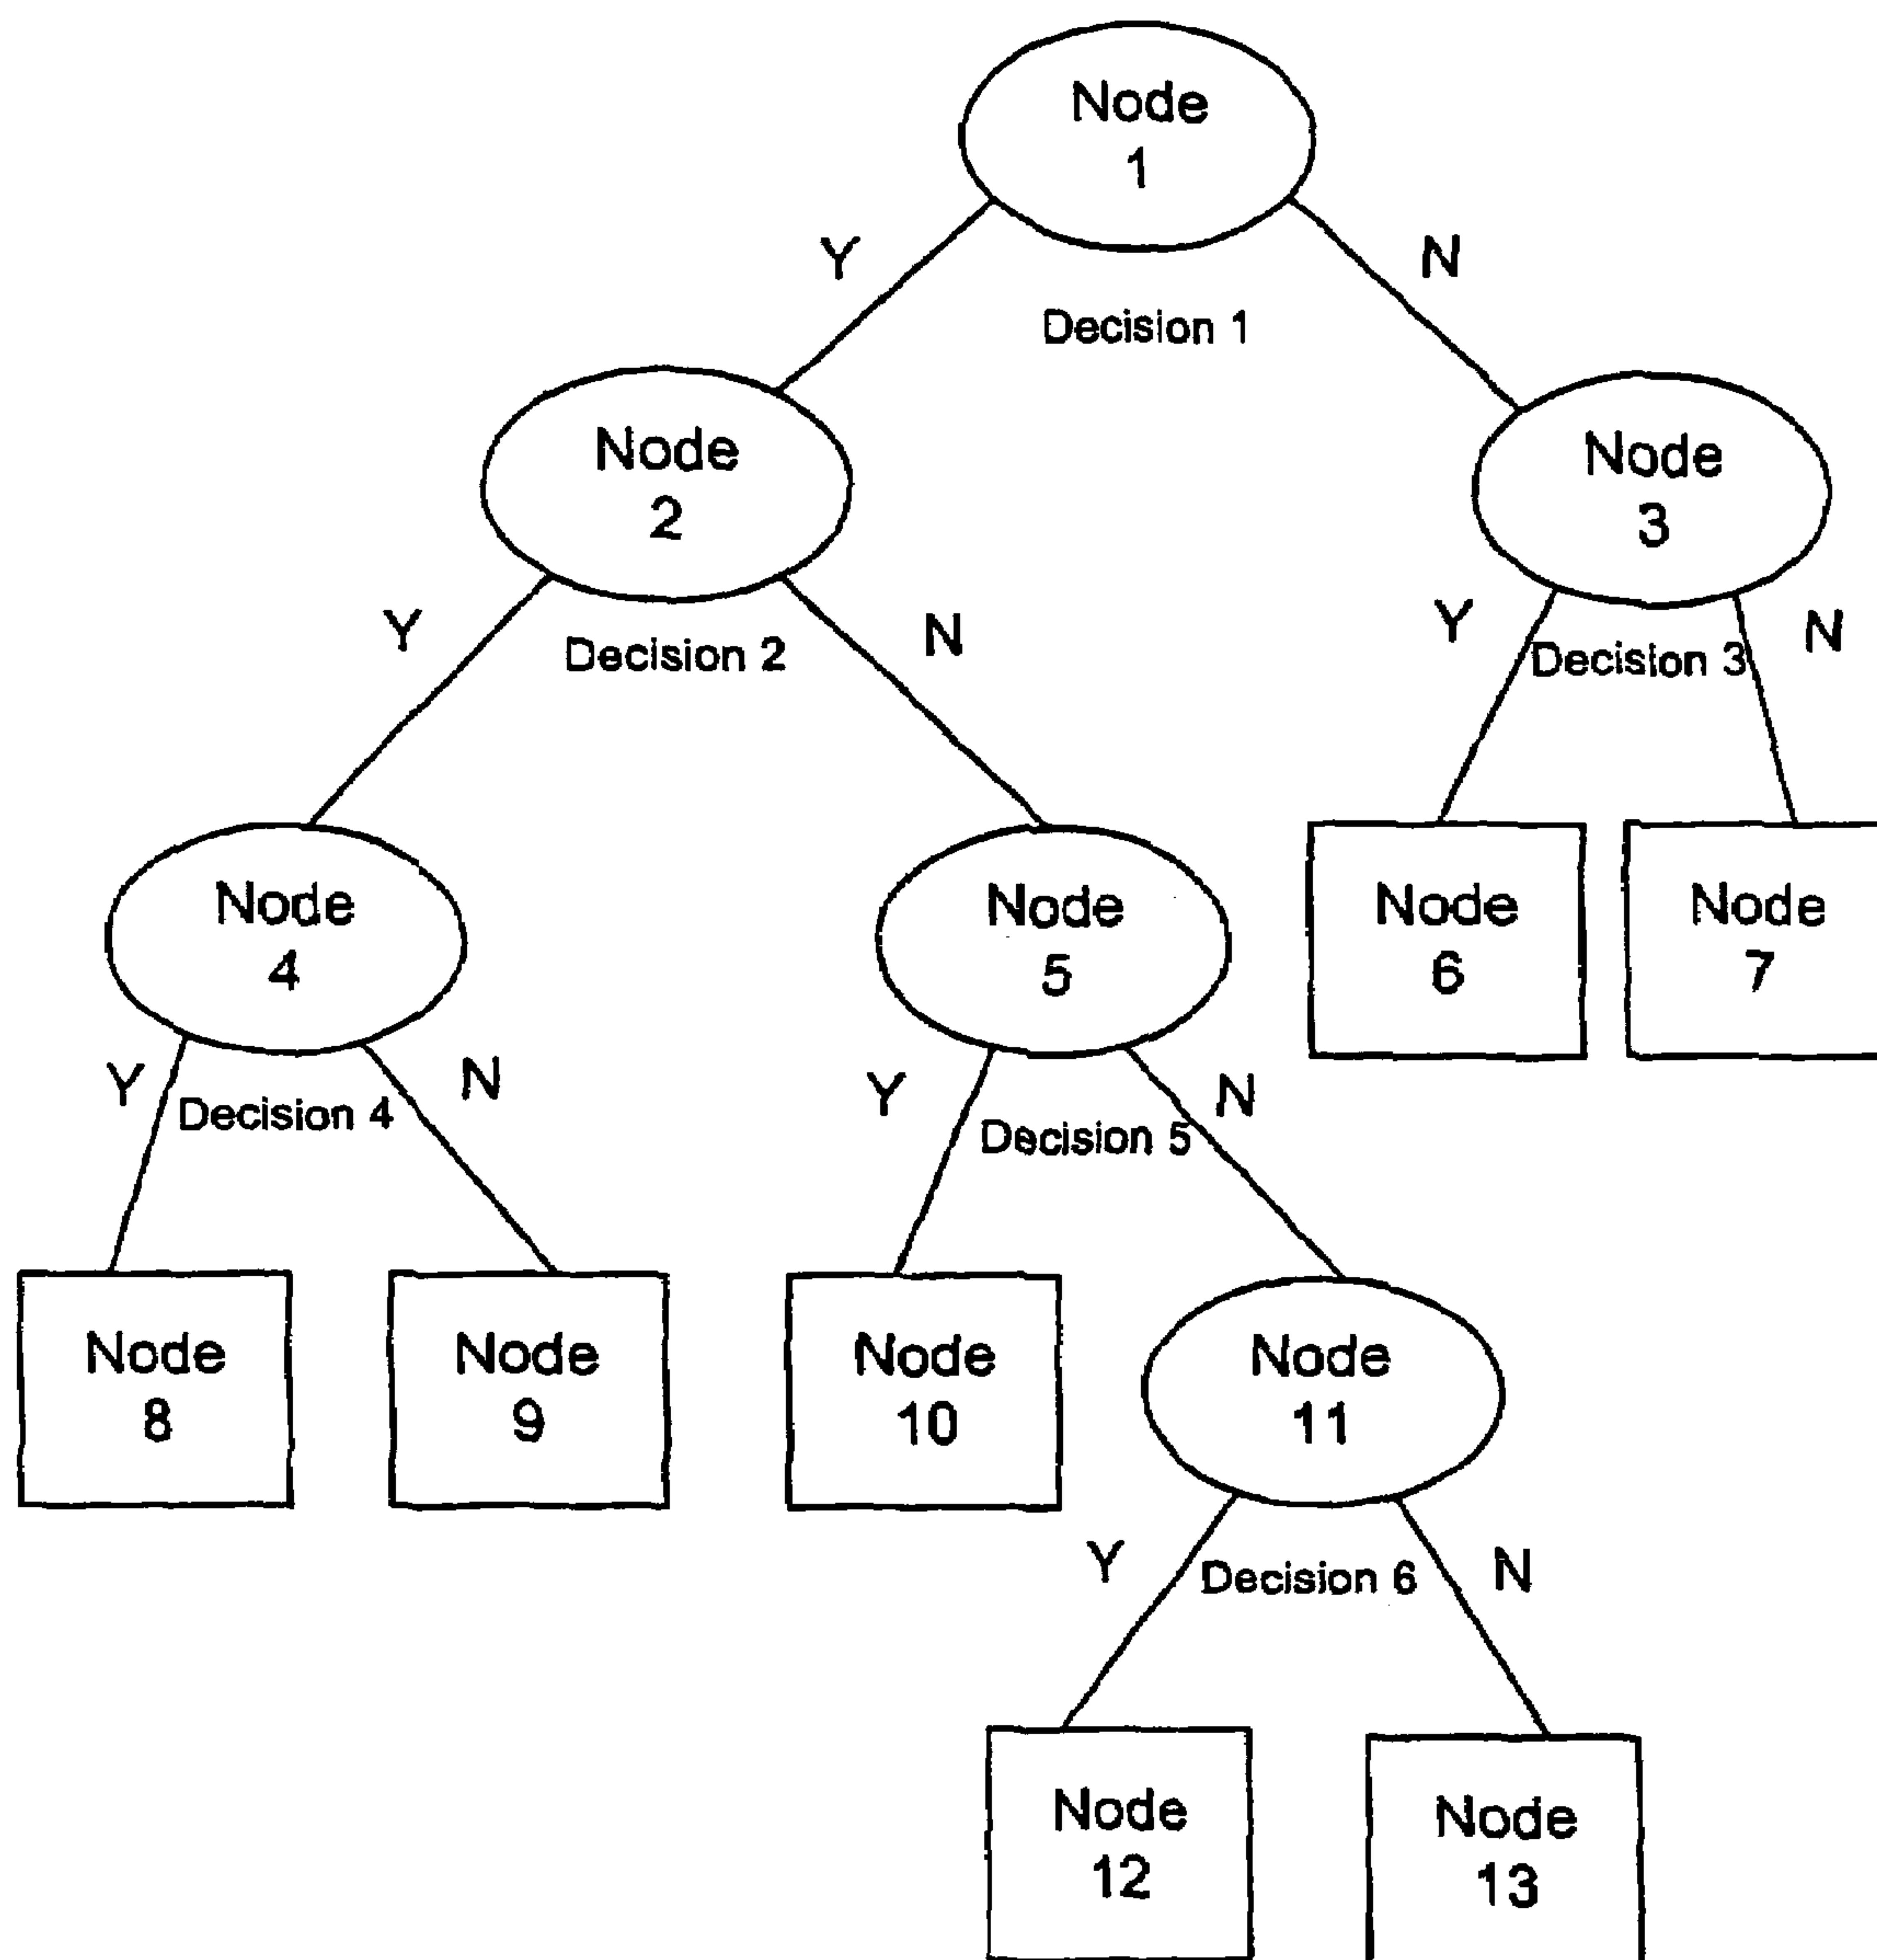 Node
1
Y
N
Decision 1
Node
2
Node
3
Y
Decision 2
N
Y
Decision 3
N
Node
4
Node
5
Node
6
Node
7
Y
Decision 4
N
Y
Decision 5
N
Node
8
Node
9
Node
10
Node
11
Y
Decision 6
N
Node
12
Node
13